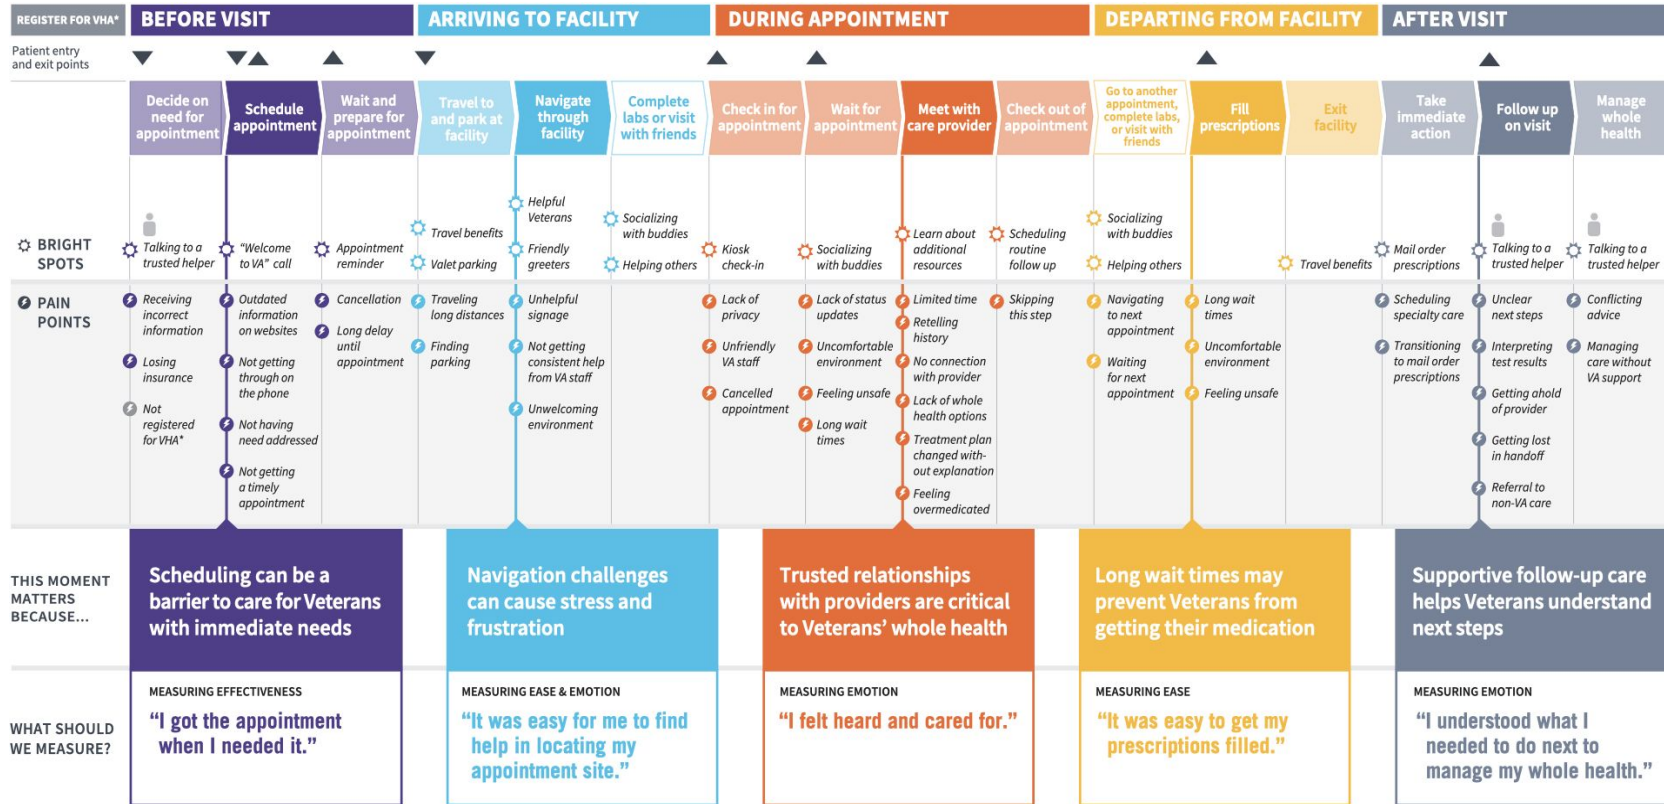 REGISTER FOR VHA*
BEFORE VISIT
ARRIVING TO FACILITY
DURING APPOINTMENT
DEPARTING FROM FACILITY
AFTER VISIT
Patient entry
and exit points
Decide on
need for
appointment
Schedule
appointment
Wait and
prepare for
appointment
Travel to
and park at
facility
Navigate
through
facility
Complete
labs or visit
with friends
Check in for
appointment
Wait for
appointment
Meet with
care provider
Check out of
appointment
Go to another
appointment,
complete labs,
or visit with
friends
Fill
prescriptions
Exit
facility
Take
immediate
action
Follow up
on visit
Manage
whole
health
BRIGHT
SPOTS
Talking to a
trusted helper
“Welcome
to VA” call
Appointment
reminder
Travel benefits
Valet parking
Helpful
Veterans
Friendly
greeters
Socializing
with buddies
Helping others
Kiosk
check-in
Socializing
with buddies
Learn about
additional
resources
Scheduling
routine
follow up
Socializing
with buddies
Helping others
Travel benefits
Mail order
prescriptions
Talking to a
trusted helper
Talking to a
trusted helper
PAIN
POINTS
Receiving
incorrect
information
Losing
insurance
Not
registered
for VHA*
Outdated
information
on websites
Not getting
through on
the phone
Not having
need addressed
Not getting
a timely
appointment
Cancellation
Long delay
until
appointment
Traveling
long distances
Finding
parking
Unhelpful
signage
Not getting
consistent help
from VA staff
Unwelcoming
environment
Lack of
privacy
Unfriendly
VA staff
Cancelled
appointment
Lack of status
updates
Uncomfortable
environment
Feeling unsafe
Long wait
times
Limited time
Retelling
history
No connection
with provider
Lack of whole
health options
Treatment plan
changed with-
out explanation
Feeling
overmedicated
Skipping
this step
Navigating
to next
appointment
Waiting
for next
appointment
Long wait
times
Uncomfortable
environment
Feeling unsafe
Scheduling
specialty care
Transitioning
to mail order
prescriptions
Unclear
next steps
Interpreting
test results
Getting ahold
of provider
Getting lost
in handoff
Referral to
non-VA care
Conflicting
advice
Managing
care without
VA support
THIS MOMENT
MATTERS
BECAUSE...
Scheduling can be a
barrier to care for Veterans
with immediate needs
Navigation challenges
can cause stress and
frustration
Trusted relationships
with providers are critical
to Veterans’ whole health
Long wait times may
prevent Veterans from
getting their medication
Supportive follow-up care
helps Veterans understand
next steps
WHAT SHOULD
WE MEASURE?
MEASURING EFFECTIVENESS
“I got the appointment
when I needed it.”
MEASURING EASE & EMOTION
“It was easy for me to find
help in locating my
appointment site.”
MEASURING EMOTION
“I felt heard and cared for.”
MEASURING EASE
“It was easy to get my
prescriptions filled.”
MEASURING EMOTION
“I understood what I
needed to do next to
manage my whole health.”